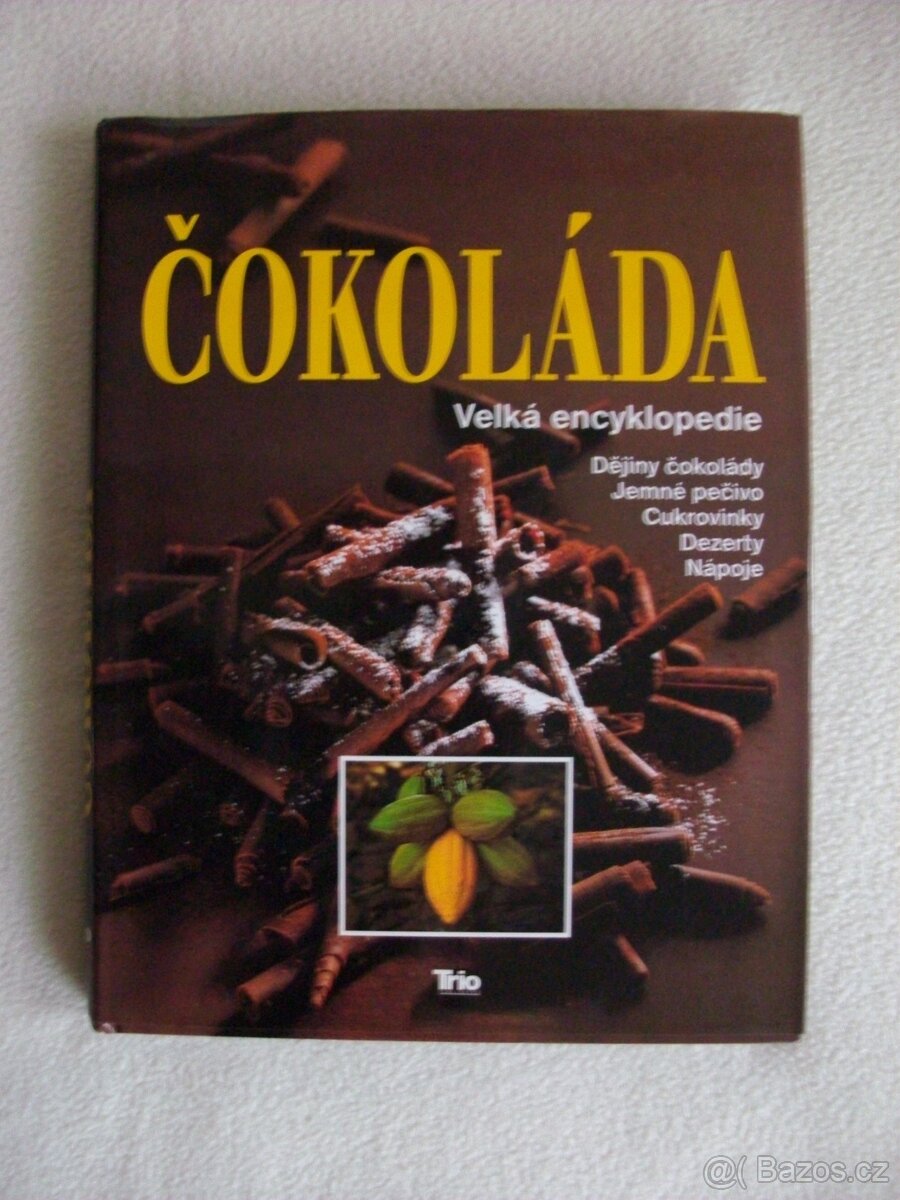 ČOKOLÁDA
Velká encyklopedie
Dějiny čokolády
Jemné pečivo
Cukrovinky
Dezerty
Nápoje
Trio
@( Bazos.cz